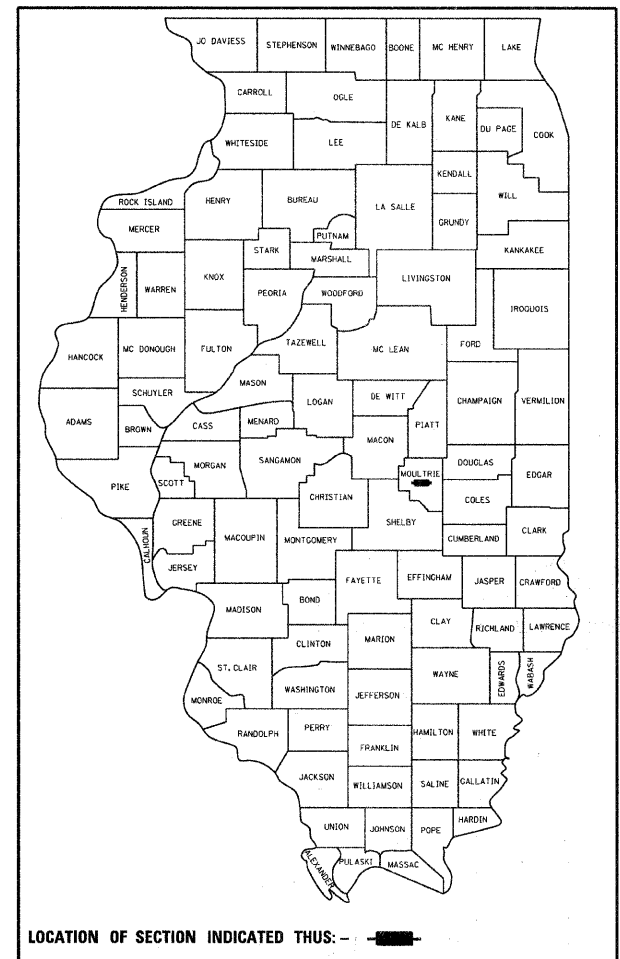 JO DAVIESS STEPHENSON WINNEBAGO BOONE MC HENRY LAKE
CARROLL OGLE
DE KALB KANE DU PAGE COOK
WHITESIDE LEE
KENDALL WILL
ROCK ISLAND HENRY BUREAU LA SALLE
MERCER GRUNDY
PUTNAM
STARK MARSHALL KANKAKEE
HENDERSON WARREN KNOX PEORIA WOODFORD LIVINGSTON
IROQUOIS
HANCOCK MC DONOUGH FULTON TAZEWELL MC LEAN FORD
MASON
SCHUYLER LOGAN DE WITT CHAMPAIGN VERMILION
ADAMS BROWN CASS MENARD PIATT
MACON
PIKE SCOTT MORGAN SANGAMON MOULTRIE DOUGLAS EDGAR
CHRISTIAN COLES
GREENE MACOUPIN MONTGOMERY SHELBY CUMBERLAND CLARK
CALHOUN JERSEY
FAYETTE EFFINGHAM JASPER CRAWFORD
MADISON BOND
CLAY RICHLAND LAWRENCE
CLINTON MARION
ST. CLAIR WAYNE EDWARDS WABASH
WASHINGTON JEFFERSON
MONROE
RANDOLPH PERRY HAMILTON WHITE
FRANKLIN
JACKSON WILLIAMSON SALINE GALLATIN
UNION JOHNSON POPE HARDIN
ALEXANDER PULASKI MASSAC
LOCATION OF SECTION INDICATED THUS: -